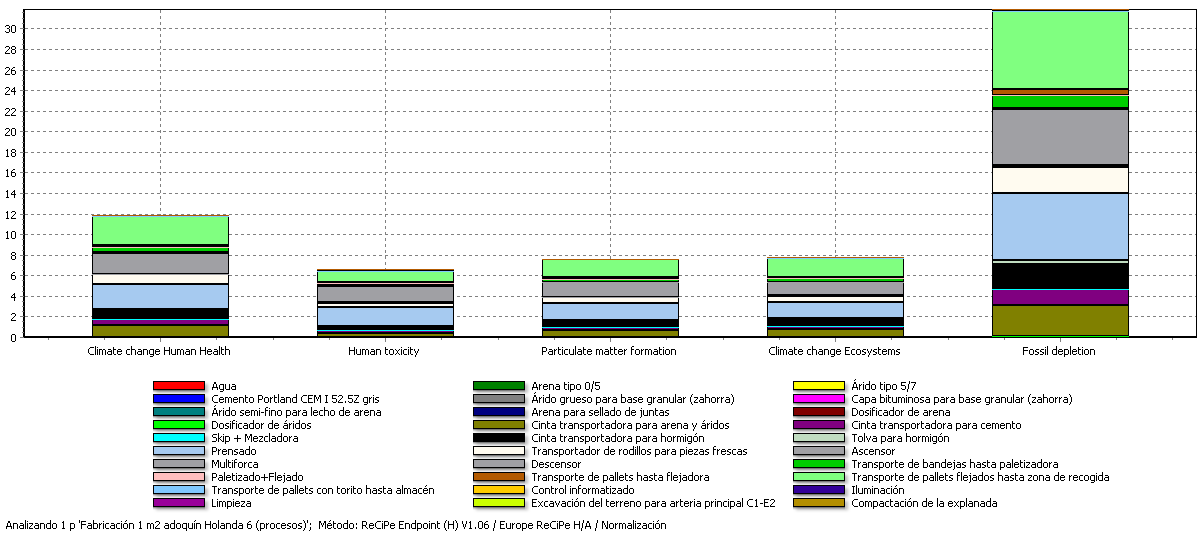 30
28
26
24
22
20
18
16
14
12
10
8
6
4
2
0
Climate change Human Health Human toxicity Particulate matter formation Climate change Ecosystems Fossil depletion
Agua Arena tipo 0/5 Árido tipo 5/7
Cemento Portland CEM I 52.5Z gris Árido grueso para base granular (zahorra) Capa bituminosa para base granular (zahorra)
Árido semi-fino para lecho de arena Arena para sellado de juntas Dosificador de arena
Dosificador de áridos Cinta transportadora para arena y áridos Cinta transportadora para cemento
Skip + Mezcladora Cinta transportadora para hormigón Tolva para hormigón
Prensado Transportador de rodillos para piezas frescas Ascensor
Multiforca Descensor Transporte de bandejas hasta paletizadora
Paletizado+Flejado Transporte de pallets hasta flejadora Transporte de pallets flejados hasta zona de recogida
Transporte de pallets con torito hasta almacén Control informatizado Iluminación
Limpieza Excavación del terreno para arteria principal C1-E2 Compactación de la explanada
Analizando 1 p 'Fabricación 1 m2 adoquín Holanda 6 (procesos)'; Método: ReCiPe Endpoint (H) V1.06 / Europe ReCiPe H/A / Normalización